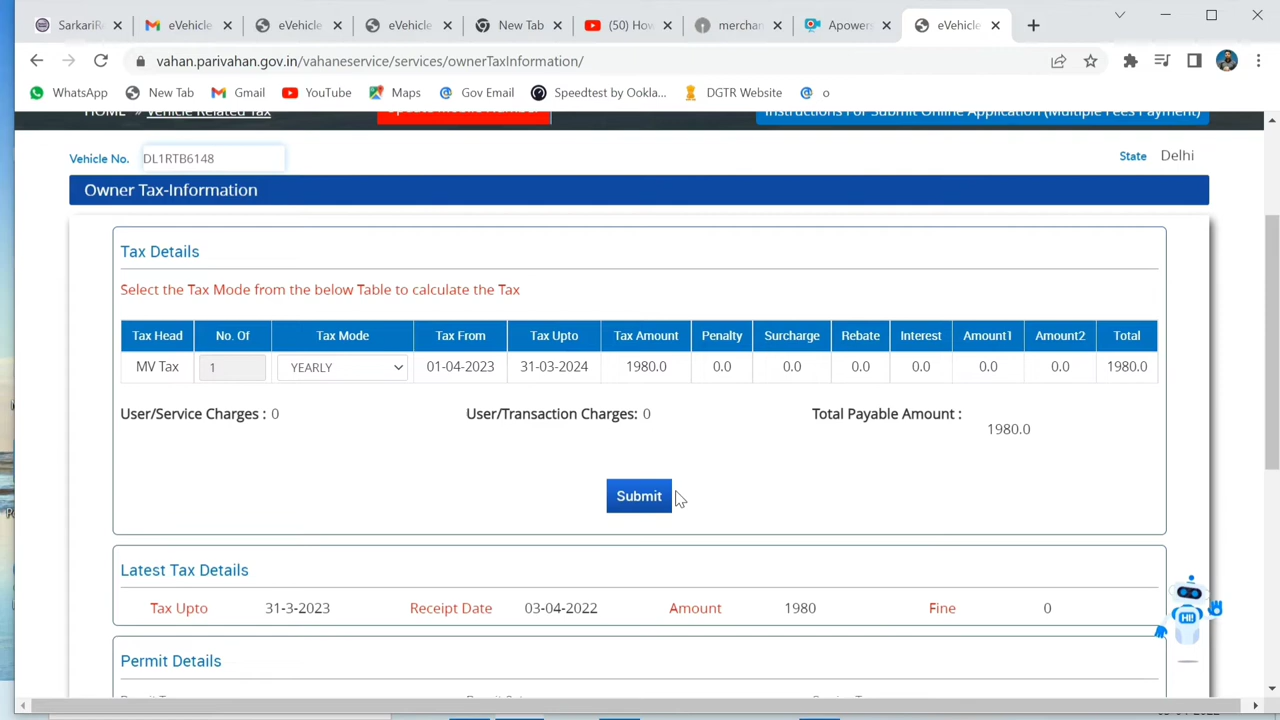 SarkariR
eVehicle
eVehicle
eVehicle
New Tab
(50) How
merchan
Apowers
eVehicle
vahan.parivahan.gov.in/vahaneservice/services/ownerTaxInformation/
WhatsApp
New Tab
Gmail
YouTube
Maps
Gov Email
Speedtest by Ookla...
DGTR Website
o
HOME » Vehicle Related Tax
Update Mobile Number
Instructions For Submit Online Application (Multiple Fees Payment)
Vehicle No. DL1RTB6148
State Delhi
Owner Tax-Information
Tax Details
Select the Tax Mode from the below Table to calculate the Tax
Tax Head No. Of Tax Mode Tax From Tax Upto Tax Amount Penalty Surcharge Rebate Interest Amount1 Amount2 Total
MV Tax 1 YEARLY 01-04-2023 31-03-2024 1980.0 0.0 0.0 0.0 0.0 0.0 0.0 1980.0
User/Service Charges : 0 User/Transaction Charges: 0 Total Payable Amount :
1980.0
Submit
Latest Tax Details
Tax Upto 31-3-2023 Receipt Date 03-04-2022 Amount 1980 Fine 0
HI!
Permit Details